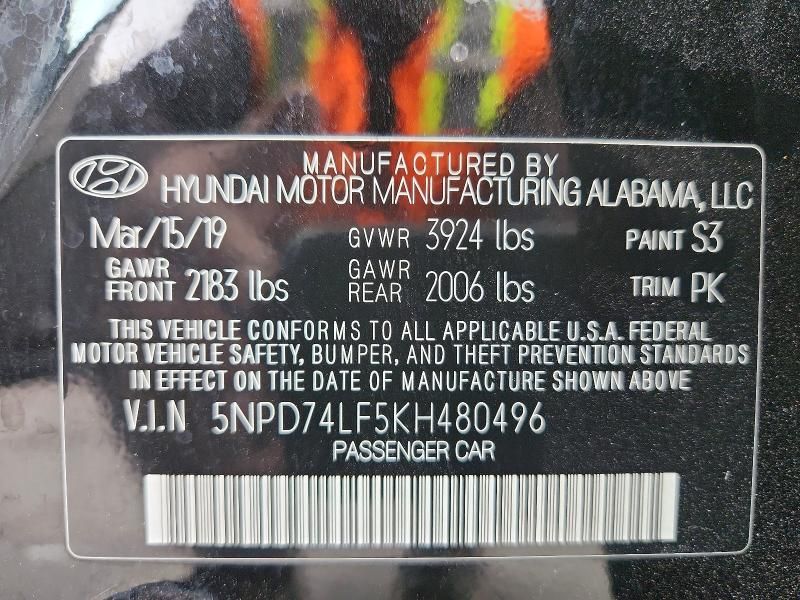 MANUFACTURED BY
HYUNDAI MOTOR MANUFACTURING ALABAMA, LLC
Mar/15/19 GVWR 3924 lbs PAINT S3
GAWR FRONT 2183 lbs GAWR REAR 2006 lbs TRIM PK
THIS VEHICLE CONFORMS TO ALL APPLICABLE U.S.A. FEDERAL
MOTOR VEHICLE SAFETY, BUMPER, AND THEFT PREVENTION STANDARDS
IN EFFECT ON THE DATE OF MANUFACTURE SHOWN ABOVE
V.I.N 5NPD74LF5KH480496
PASSENGER CAR